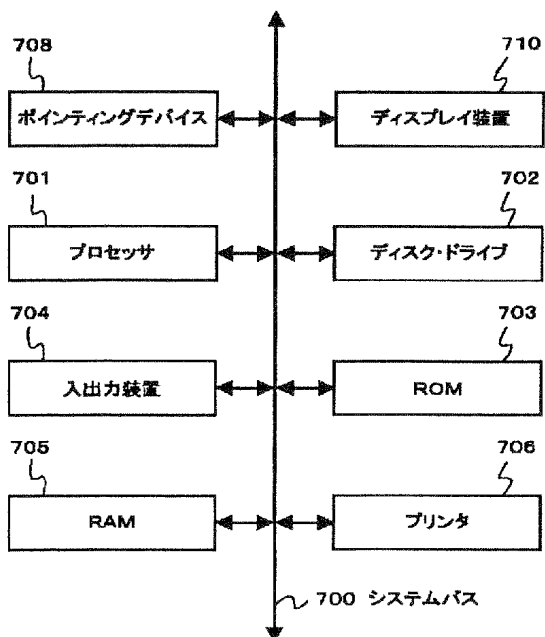 708
710
ポインティングデバイス
ディスプレイ装置
701
702
プロセッサ
ディスク・ドライブ
704
703
入出力装置
ROM
705
706
RAM
プリンタ
700 システムバス